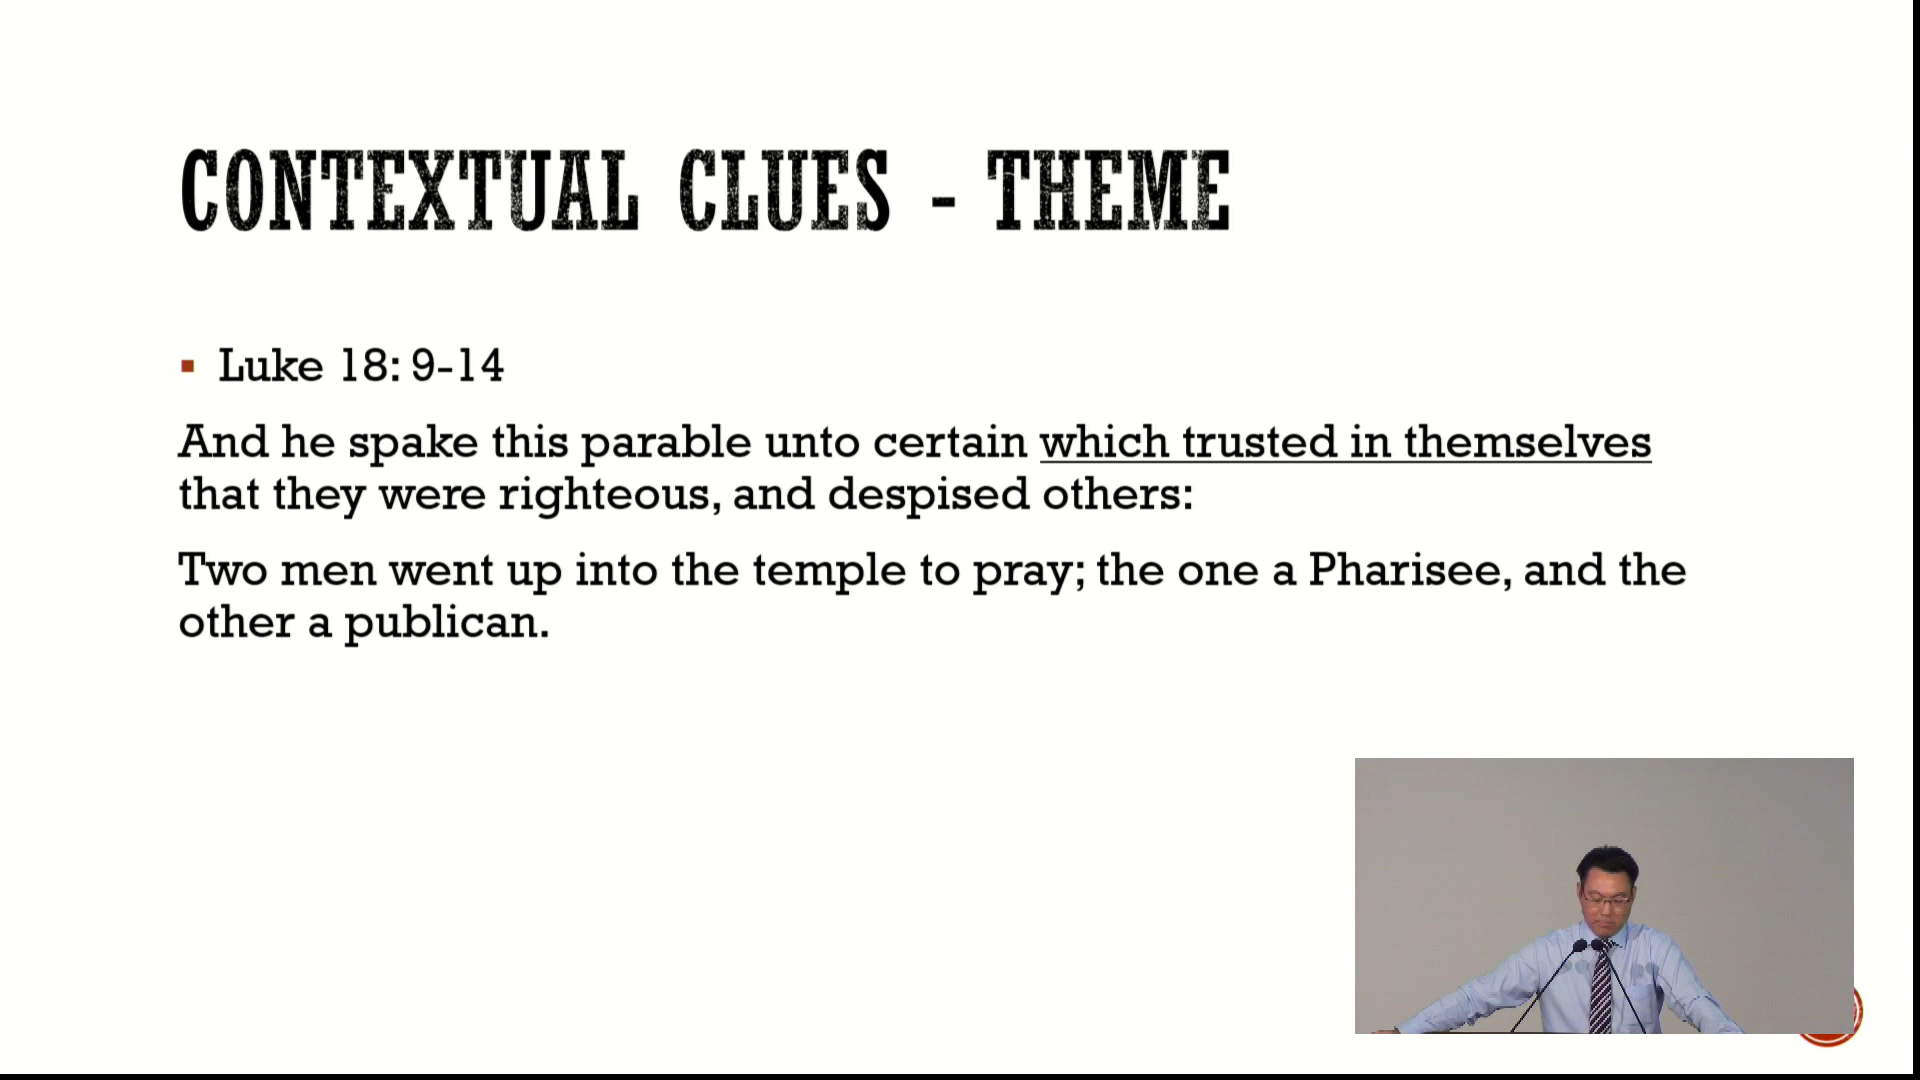 CONTEXTUAL CLUES - THEME
Luke 18: 9-14
And he spake this parable unto certain which trusted in themselves
that they were righteous, and despised others:
Two men went up into the temple to pray; the one a Pharisee, and the
other a publican.